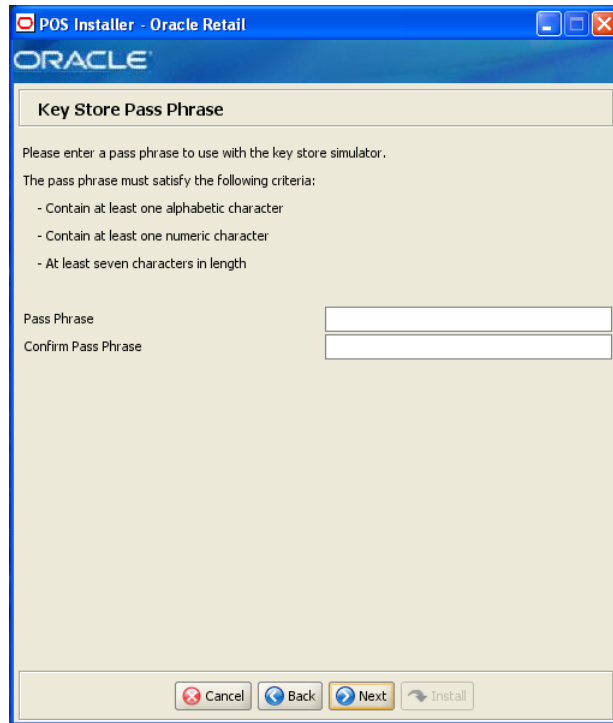 POS Installer - Oracle Retail
ORACLE
Key Store Pass Phrase
Please enter a pass phrase to use with the key store simulator.
The pass phrase must satisfy the following criteria:
- Contain at least one alphabetic character
- Contain at least one numeric character
- At least seven characters in length
Pass Phrase
Confirm Pass Phrase
Cancel Back Next Install